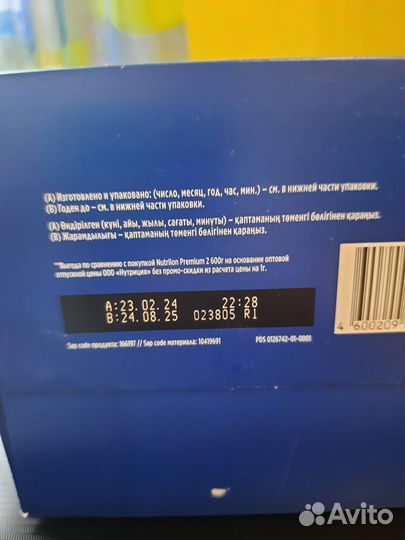 (A) Изготовлено и упаковано: (число, месяц, год, час, мин.) – см. в нижней части упаковки.
(B) Годен до – см. в нижней части упаковки.
(A) Өндірілген (күні, айы, жылы, сағаты, минуты) – қаптаманың төменгі бөлігінен қараңыз.
(B) Жарамдылығы – қаптаманың төменгі бөлігінен қараңыз.
**Выгода по сравнению с покупкой Nutrilon Premium 2 600г на основании оптовой
отпускной цены ООО «Нутриция» без промо-скидки из расчета цены на 1г.
A:23.02.24 22:28
B:24.08.25 023805 R1
4 600209
Sap code продукта: 166197 // Sap code материала: 10419691 PDS 0126742-01-0003
Avito